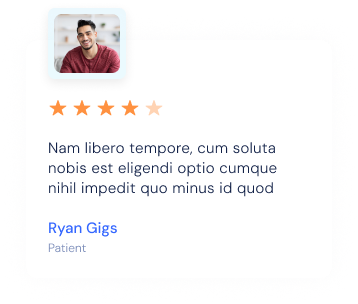 Nam libero tempore, cum soluta
nobis est eligendi optio cumque
nihil impedit quo minus id quod
Ryan Gigs
Patient